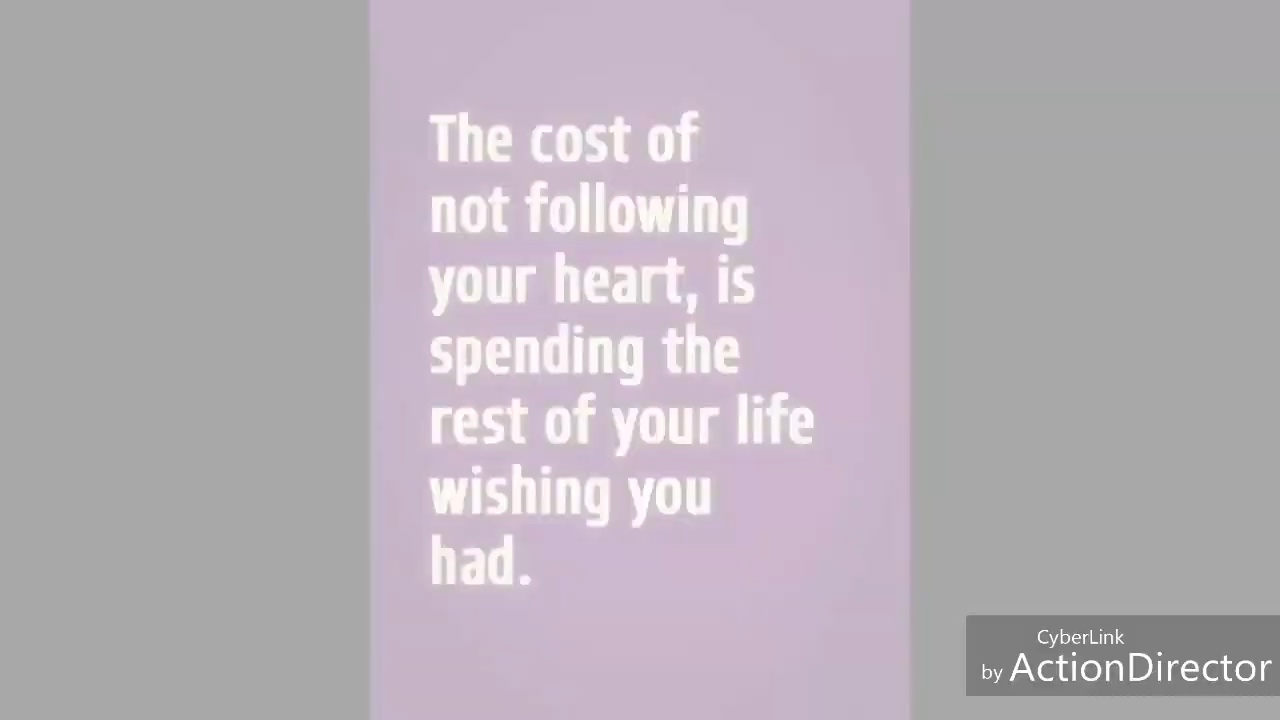 The cost of
not following
your heart, is
spending the
rest of your life
wishing you
had.
CyberLink
by ActionDirector